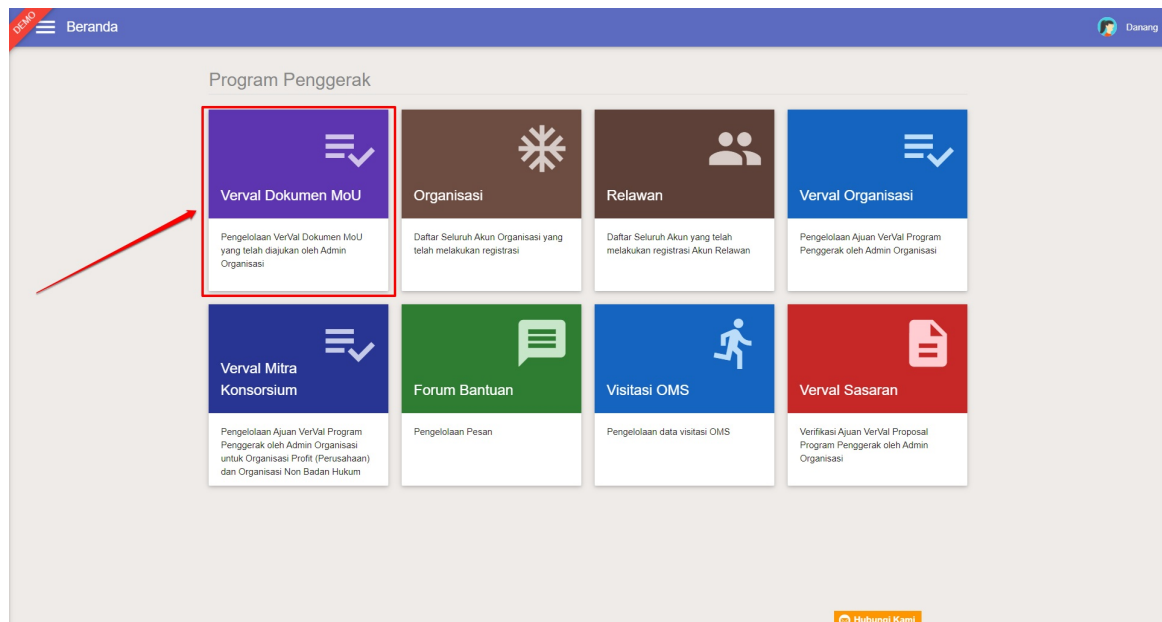 DEMO
Beranda
Danang
Program Penggerak
Verval Dokumen MoU
Pengelolaan VerVal Dokumen MoU
yang telah diajukan oleh Admin
Organisasi
Organisasi
Daftar Seluruh Akun Organisasi yang
telah melakukan registrasi
Relawan
Daftar Seluruh Akun yang telah
melakukan registrasi Akun Relawan
Verval Organisasi
Pengelolaan Ajuan VerVal Program
Penggerak oleh Admin Organisasi
Verval Mitra
Konsorsium
Pengelolaan Ajuan VerVal Program
Penggerak oleh Admin Organisasi
untuk Organisasi Profit (Perusahaan)
dan Organisasi Non Badan Hukum
Forum Bantuan
Pengelolaan Pesan
Visitasi OMS
Pengelolaan data visitasi OMS
Verval Sasaran
Verifikasi Ajuan VerVal Proposal
Program Penggerak oleh Admin
Organisasi
Hubungi Kami